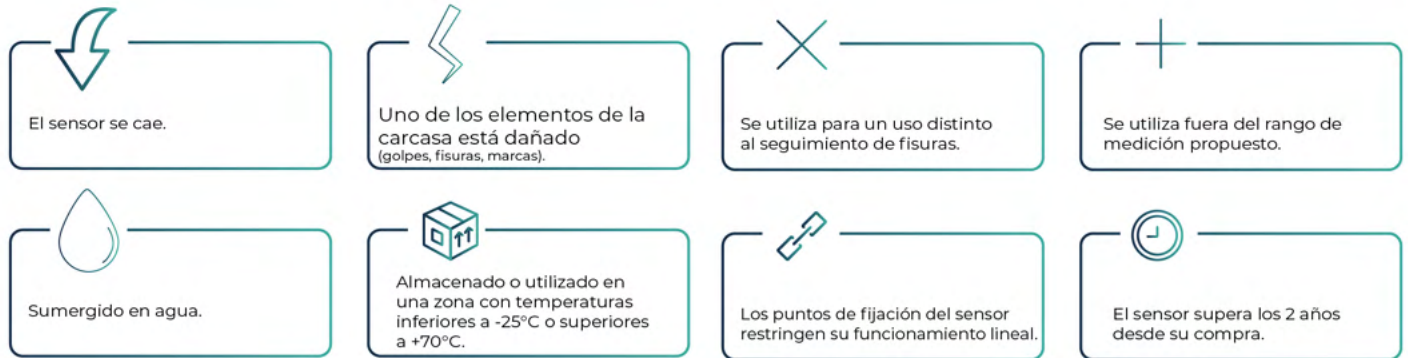 El sensor se cae.
Uno de los elementos de la
carcasa está dañado
(golpes, fisuras, marcas).
Se utiliza para un uso distinto
al seguimiento de fisuras.
Se utiliza fuera del rango de
medición propuesto.
Sumergido en agua.
Almacenado o utilizado en
una zona con temperaturas
inferiores a -25°C o superiores
a +70°C.
Los puntos de fijación del sensor
restringen su funcionamiento lineal.
El sensor supera los 2 años
desde su compra.